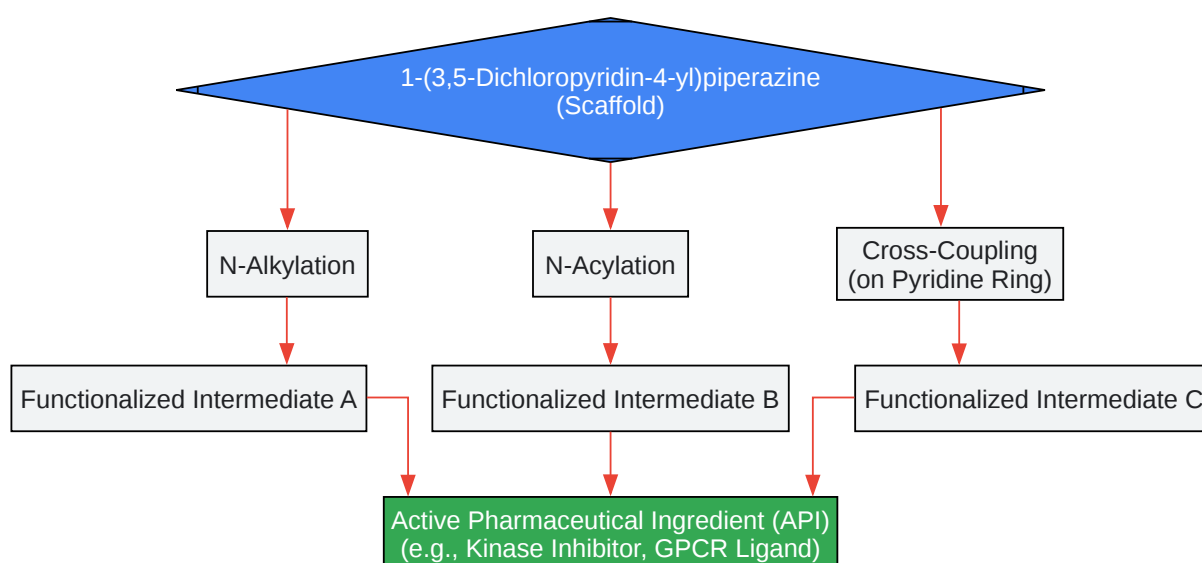 1-(3,5-Dichloropyridin-4-yl)piperazine
(Scaffold)
N-Alkylation
N-Acylation
Cross-Coupling
(on Pyridine Ring)
Functionalized Intermediate A
Functionalized Intermediate B
Functionalized Intermediate C
Active Pharmaceutical Ingredient (API)
(e.g., Kinase Inhibitor, GPCR Ligand)